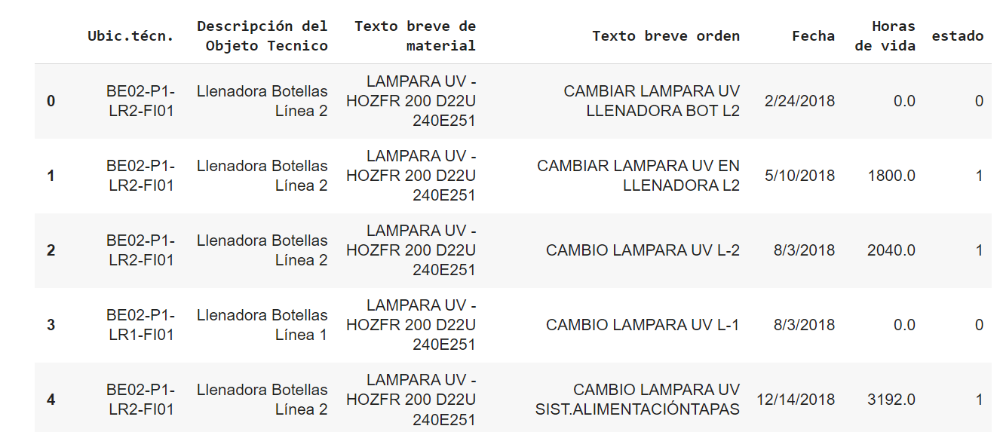 Ubic.técn. Descripción del Objeto Tecnico Texto breve de material Texto breve orden Fecha Horas de vida estado
0 BE02-P1-LR2-FI01 Llenadora Botellas Línea 2 LAMPARA UV - HOZFR 200 D22U 240E251 CAMBIAR LAMPARA UV LLENADORA BOT L2 2/24/2018 0.0 0
1 BE02-P1-LR2-FI01 Llenadora Botellas Línea 2 LAMPARA UV - HOZFR 200 D22U 240E251 CAMBIAR LAMPARA UV EN LLENADORA L2 5/10/2018 1800.0 1
2 BE02-P1-LR2-FI01 Llenadora Botellas Línea 2 LAMPARA UV - HOZFR 200 D22U 240E251 CAMBIO LAMPARA UV L-2 8/3/2018 2040.0 1
3 BE02-P1-LR1-FI01 Llenadora Botellas Línea 1 LAMPARA UV - HOZFR 200 D22U 240E251 CAMBIO LAMPARA UV L-1 8/3/2018 0.0 0
4 BE02-P1-LR2-FI01 Llenadora Botellas Línea 2 LAMPARA UV - HOZFR 200 D22U 240E251 CAMBIO LAMPARA UV SIST.ALIMENTACIÓNTAPAS 12/14/2018 3192.0 1